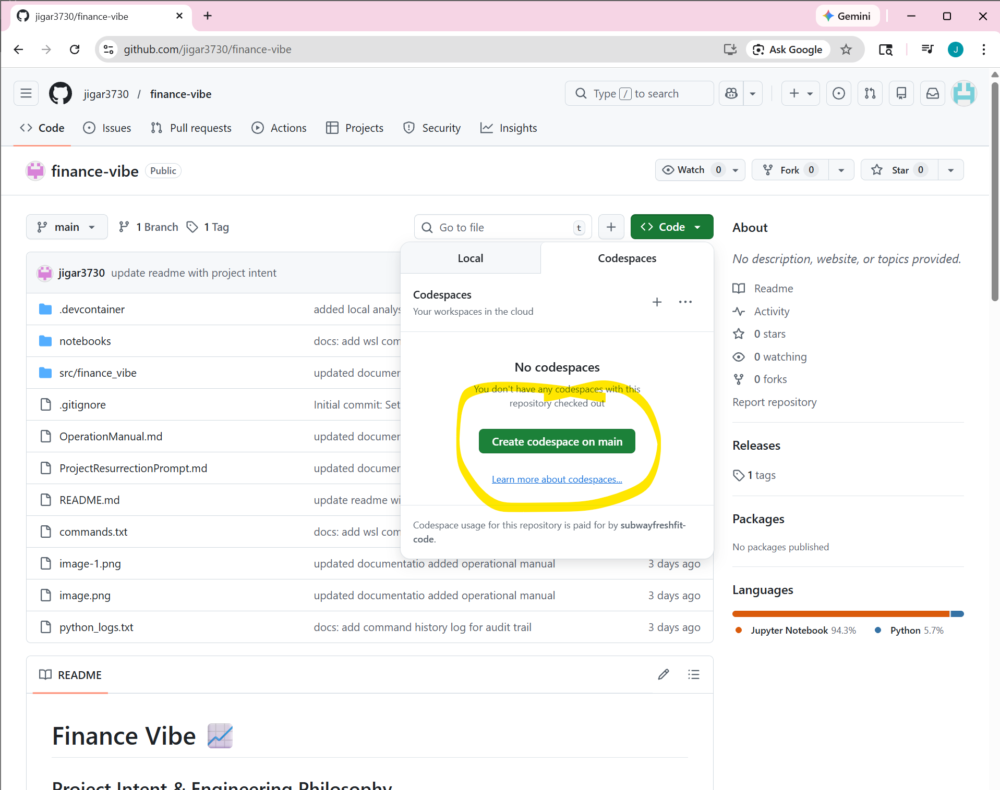 jigar3730/finance-vibe
Gemini
github.com/jigar3730/finance-vibe
Ask Google
J
jigar3730 / finance-vibe
Type / to search
Code
Issues
Pull requests
Actions
Projects
Security
Insights
finance-vibe Public
Watch 0
Fork 0
Star 0
main
1 Branch
1 Tag
Go to file t
Code
Local
Codespaces
Codespaces
Your workspaces in the cloud
No codespaces
You don't have any codespaces with this
repository checked out
Create codespace on main
Learn more about codespaces...
Codespace usage for this repository is paid for by subwayfreshfit-
code.
jigar3730 update readme with project intent
.devcontainer added local analys
notebooks docs: add wsl com
src/finance_vibe updated documen
.gitignore Initial commit: Set
OperationManual.md updated documen
ProjectResurrectionPrompt.md updated documen
README.md update readme wi
commands.txt docs: add wsl com
image-1.png updated documentatio added operational manual 3 days ago
image.png updated documentatio added operational manual 3 days ago
python_logs.txt docs: add command history log for audit trail 3 days ago
README
Finance Vibe
Project Intent & Engineering Philosophy
About
No description, website, or topics provided.
Readme
Activity
0 stars
0 watching
0 forks
Report repository
Releases
1 tags
Packages
No packages published
Languages
Jupyter Notebook 94.3%
Python 5.7%